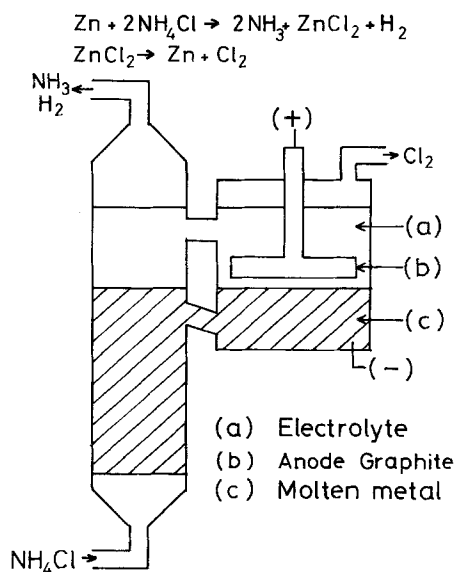 Zn + 2NH₄Cl → 2NH₃ + ZnCl₂ + H₂
ZnCl₂ → Zn + Cl₂
NH₃
H₂
(+)
Cl₂
(a)
(b)
(c)
(-)
(a) Electrolyte
(b) Anode Graphite
(c) Molten metal
NH₄Cl